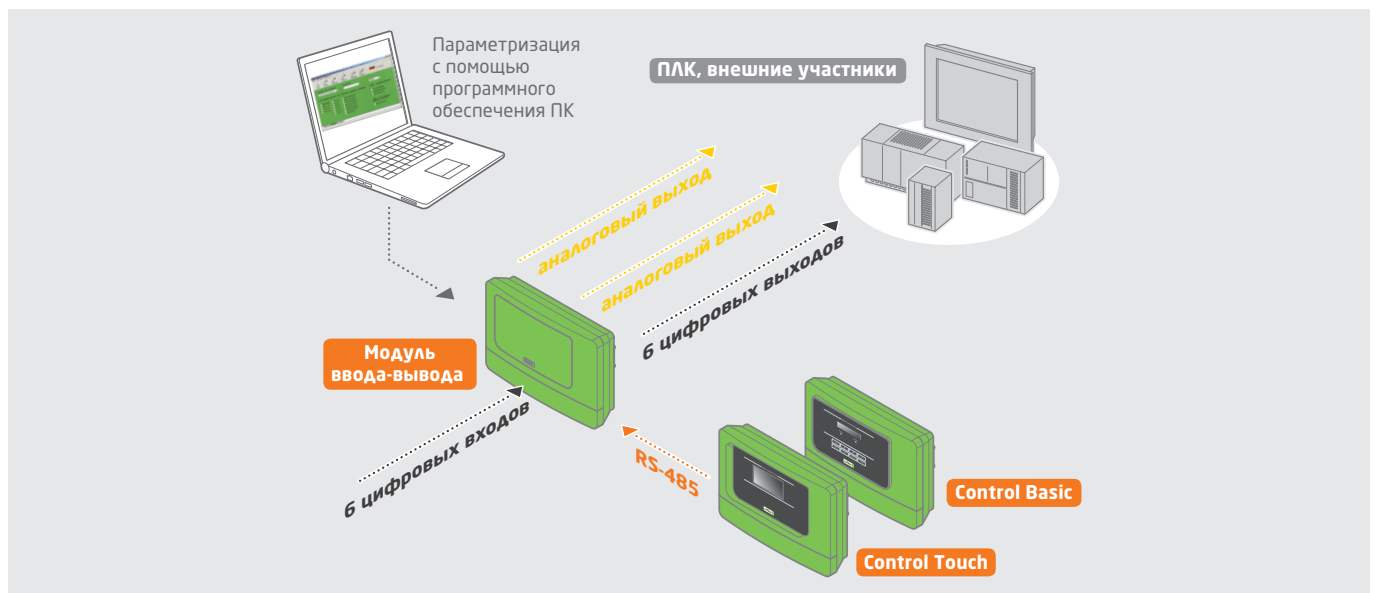 Параметризация
с помощью
программного
обеспечения ПК
ПЛК, внешние участники
аналоговый выход
аналоговый выход
6 цифровых выходов
Модуль
ввода-вывода
6 цифровых входов
RS-485
Control Basic
Control Touch